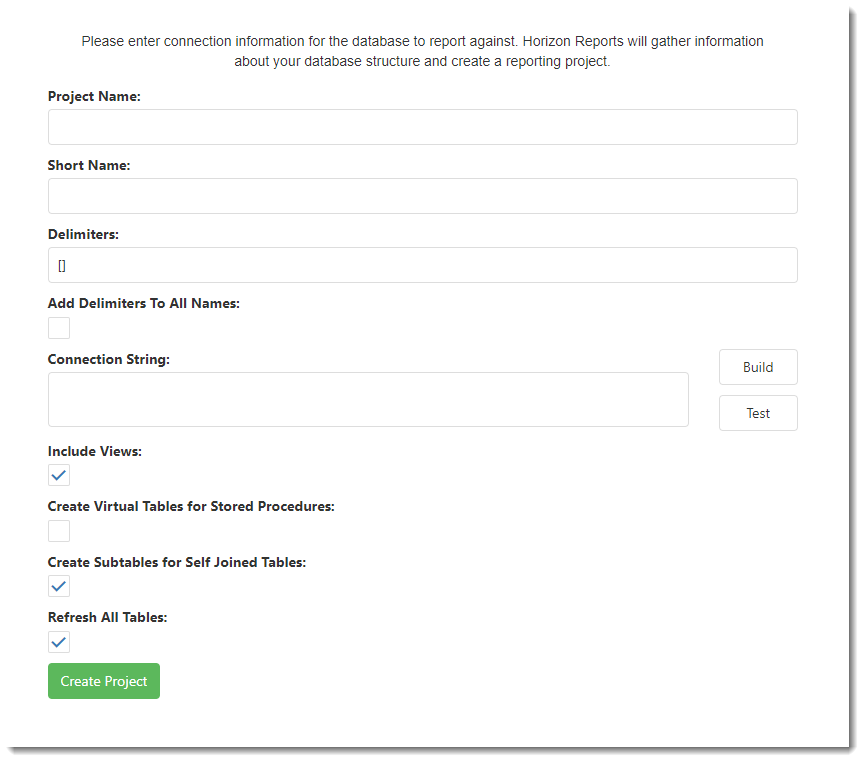 Please enter connection information for the database to report against. Horizon Reports will gather information
about your database structure and create a reporting project.
Project Name:
Short Name:
Delimiters:
[]
Add Delimiters To All Names:
Connection String:
Build
Test
Include Views:
Create Virtual Tables for Stored Procedures:
Create Subtables for Self Joined Tables:
Refresh All Tables:
Create Project